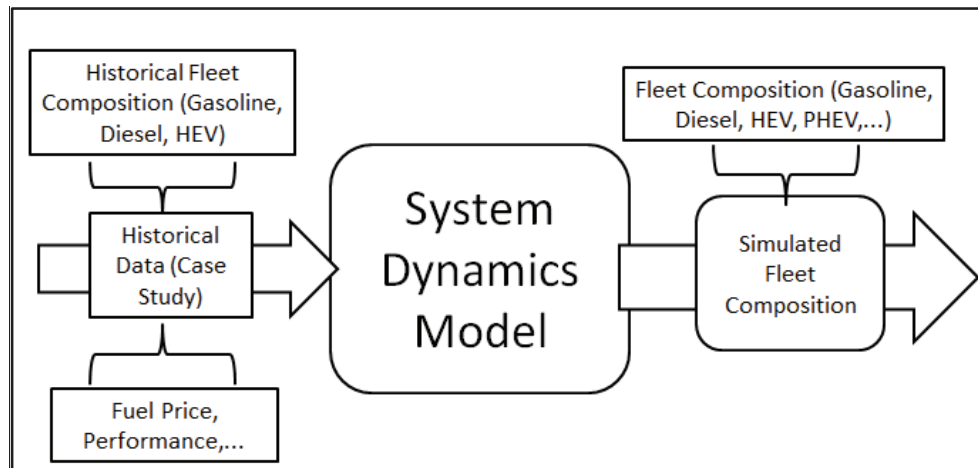 Historical Fleet
Composition (Gasoline,
Diesel, HEV)
Historical
Data (Case
Study)
Fuel Price,
Performance,...
System
Dynamics
Model
Fleet Composition (Gasoline,
Diesel, HEV, PHEV,...)
Simulated
Fleet
Composition